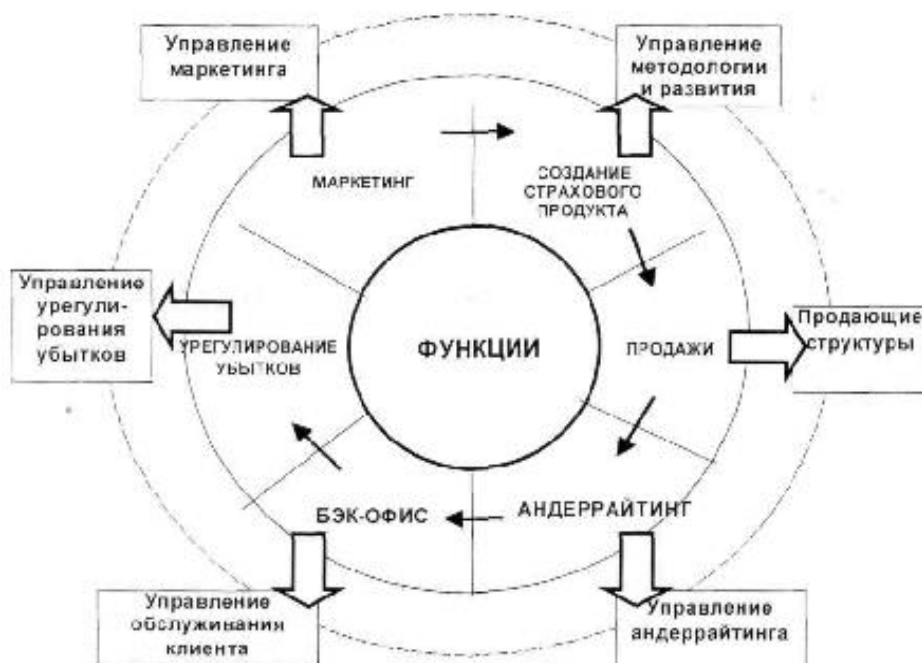 Управление
маркетинга
Управление
методологии
и развития
МАРКЕТИНГ
СОЗДАНИЕ
СТРАХОВОГО
ПРОДУКТА
Управление
урегули-
рования
убытков
УРЕГУЛИРОВАНИЕ
УБЫТКОВ
ФУНКЦИИ
ПРОДАЖИ
Продающие
структуры
БЭК-ОФИС
АНДЕРРАЙТИНГ
Управление
обслуживания
клиента
Управление
андеррайтинга